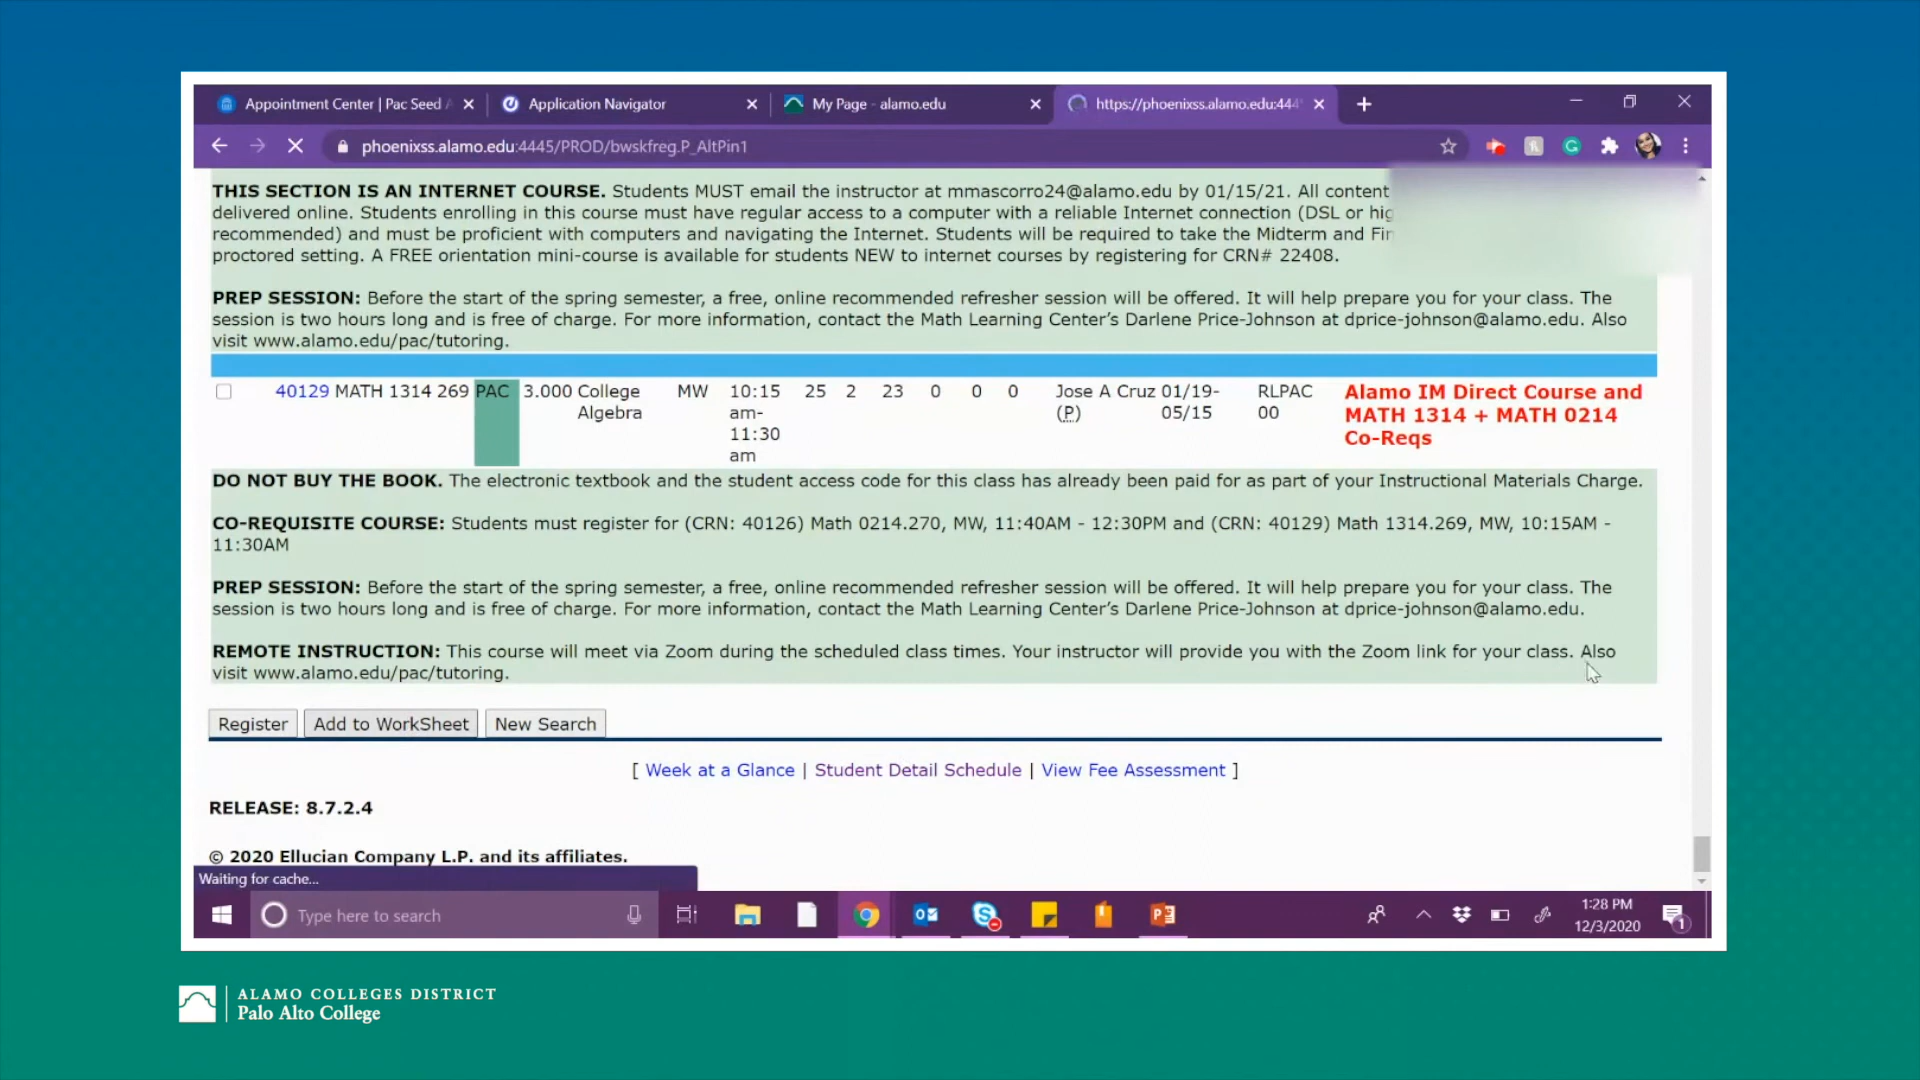 Appointment Center | Pac Seed A
Application Navigator
My Page - alamo.edu
https://phoenixss.alamo.edu:444
phoenixss.alamo.edu:4445/PROD/bwskfreg.P_AltPin1
THIS SECTION IS AN INTERNET COURSE. Students MUST email the instructor at mmascorro24@alamo.edu by 01/15/21. All content
delivered online. Students enrolling in this course must have regular access to a computer with a reliable Internet connection (DSL or hig
recommended) and must be proficient with computers and navigating the Internet. Students will be required to take the Midterm and Fin
proctored setting. A FREE orientation mini-course is available for students NEW to internet courses by registering for CRN# 22408.
PREP SESSION: Before the start of the spring semester, a free, online recommended refresher session will be offered. It will help prepare you for your class. The
session is two hours long and is free of charge. For more information, contact the Math Learning Center's Darlene Price-Johnson at dprice-johnson@alamo.edu. Also
visit www.alamo.edu/pac/tutoring.
40129 MATH 1314 269 PAC 3.000 College MW 10:15 25 2 23 0 0 0 Jose A Cruz 01/19- RLPAC Alamo IM Direct Course and
Algebra am- (P) 05/15 00 MATH 1314 + MATH 0214
11:30 Co-Reqs
am
DO NOT BUY THE BOOK. The electronic textbook and the student access code for this class has already been paid for as part of your Instructional Materials Charge.
CO-REQUISITE COURSE: Students must register for (CRN: 40126) Math 0214.270, MW, 11:40AM - 12:30PM and (CRN: 40129) Math 1314.269, MW, 10:15AM -
11:30AM
PREP SESSION: Before the start of the spring semester, a free, online recommended refresher session will be offered. It will help prepare you for your class. The
session is two hours long and is free of charge. For more information, contact the Math Learning Center's Darlene Price-Johnson at dprice-johnson@alamo.edu.
REMOTE INSTRUCTION: This course will meet via Zoom during the scheduled class times. Your instructor will provide you with the Zoom link for your class. Also
visit www.alamo.edu/pac/tutoring.
Register Add to WorkSheet New Search
[ Week at a Glance | Student Detail Schedule | View Fee Assessment ]
RELEASE: 8.7.2.4
© 2020 Ellucian Company L.P. and its affiliates.
Waiting for cache...
Type here to search
1:28 PM
12/3/2020
1
ALAMO COLLEGES DISTRICT
Palo Alto College